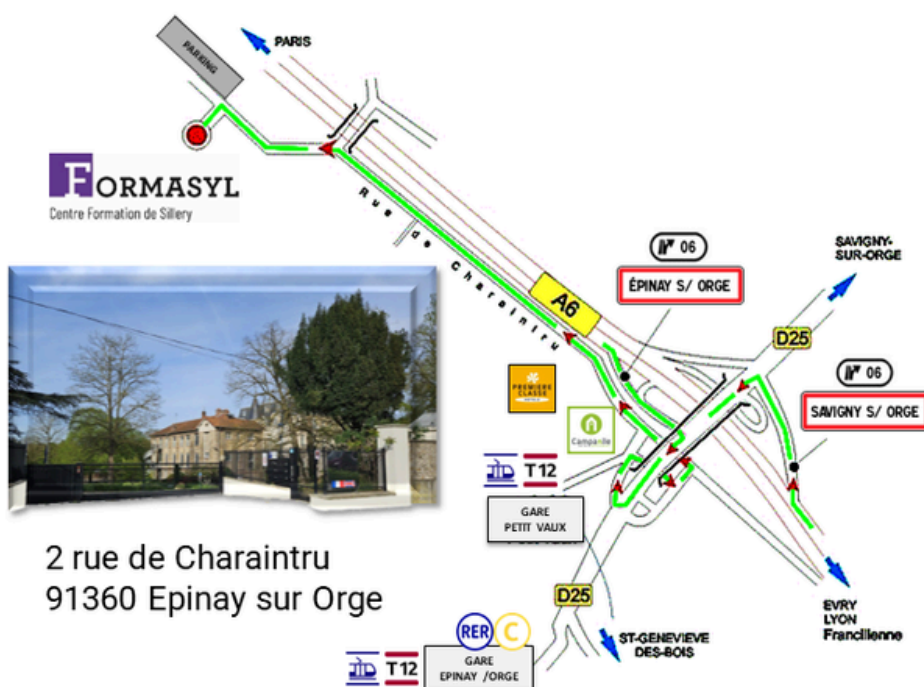 PARKING
PARIS
FORMASYL
Centre Formation de Sillery
Rue de Charaintru
06
ÉPINAY S/ ORGE
SAVIGNY-
SUR-ORGE
A6
D25
06
SAVIGNY S/ ORGE
PREMIERE
CLASSE
Campanile
T12
GARE
PETIT VAUX
2 rue de Charaintru
91360 Epinay sur Orge
D25
EVRY
LYON
Francilienne
RER C
ST-GENEVIEVE
DES-BOIS
T12
GARE
EPINAY /ORGE